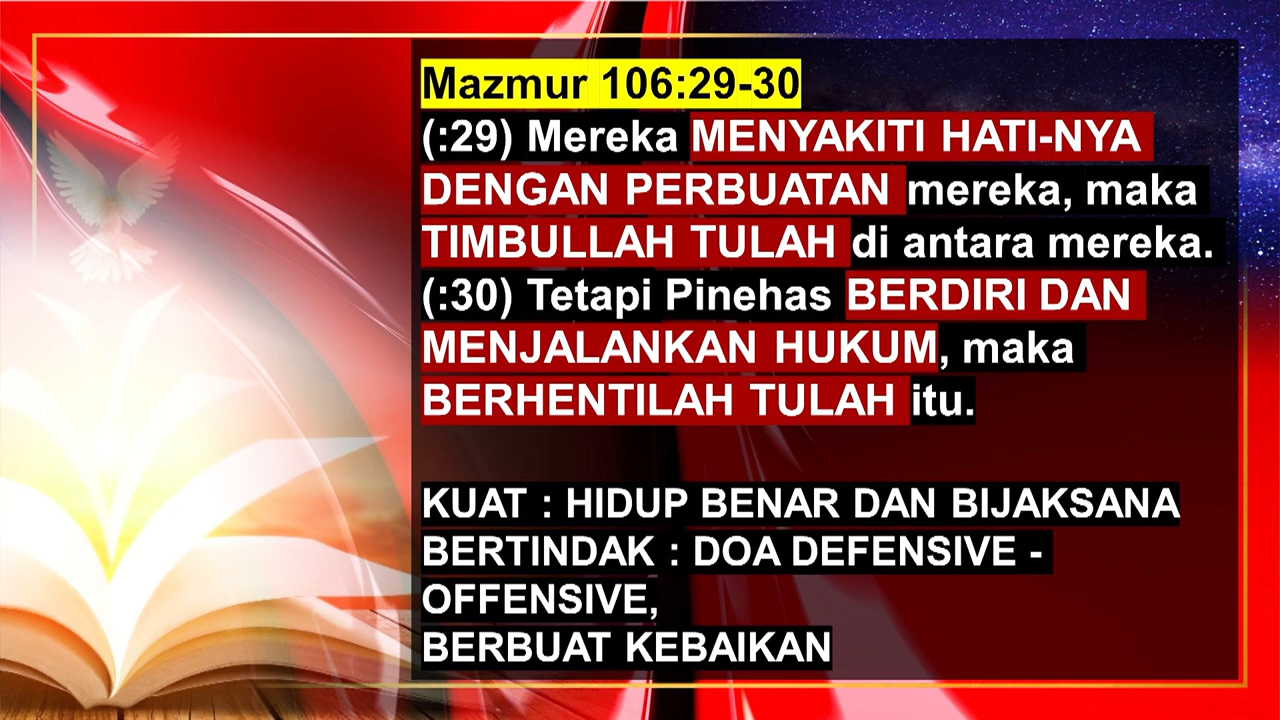 Mazmur 106:29-30
(:29) Mereka MENYAKITI HATI-NYA
DENGAN PERBUATAN mereka, maka
TIMBULLAH TULAH di antara mereka.
(:30) Tetapi Pinehas BERDIRI DAN
MENJALANKAN HUKUM, maka
BERHENTILAH TULAH itu.
KUAT : HIDUP BENAR DAN BIJAKSANA
BERTINDAK : DOA DEFENSIVE -
OFFENSIVE,
BERBUAT KEBAIKAN